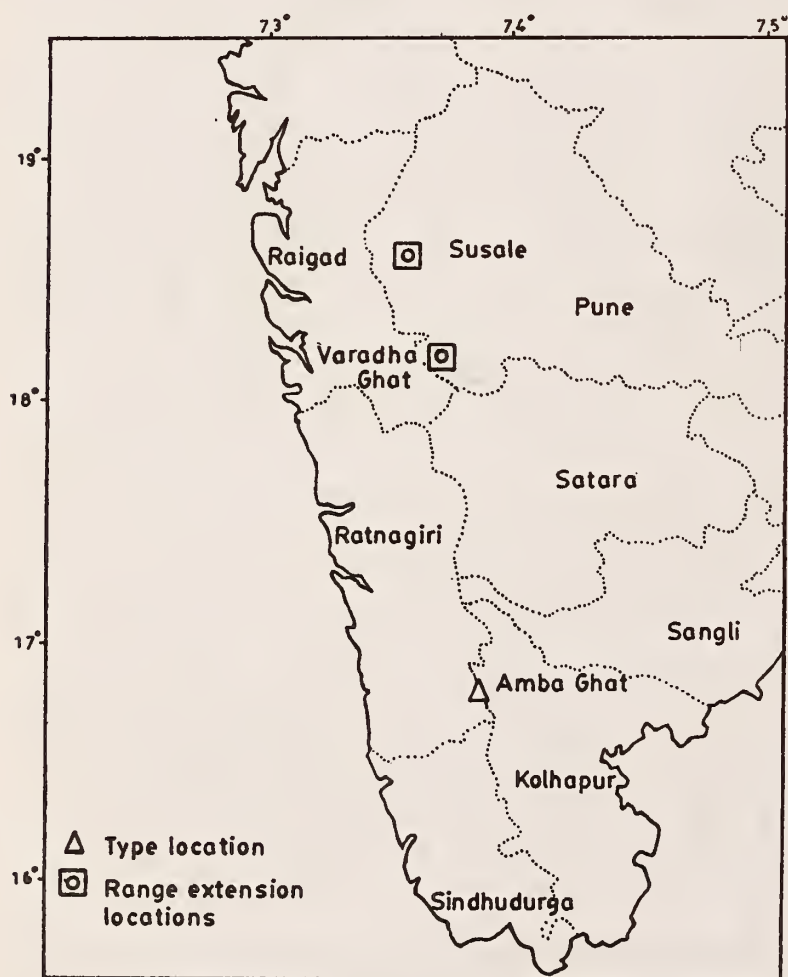 73° 74° 75°
19°
Raigad
Susale
Pune
Varadha
Ghat
18°
Satara
Ratnagiri
Sangli
17°
Amba Ghat
Kolhapur
Type location
16°
Range extension
locations
Sindhudurga